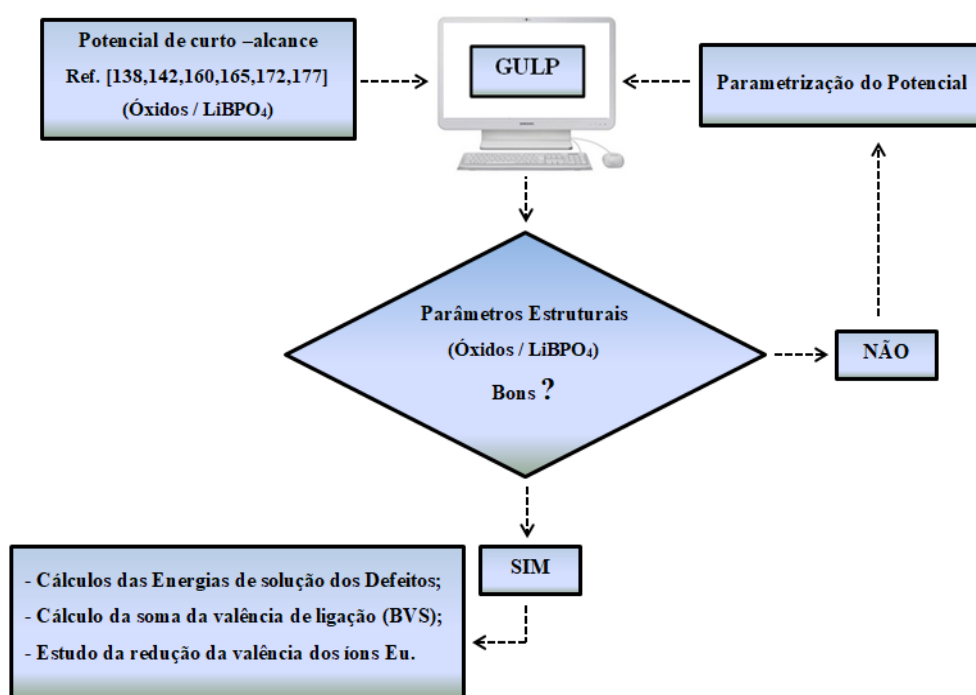 Potencial de curto –alcance
Ref. [138,142,160,165,172,177]
(Óxidos / LiBPO₄)
GULP
Parametrização do Potencial
Parâmetros Estruturais
(Óxidos / LiBPO₄)
Bons ?
NÃO
SIM
- Cálculos das Energias de solução dos Defeitos;
- Cálculo da soma da valência de ligação (BVS);
- Estudo da redução da valência dos íons Eu.